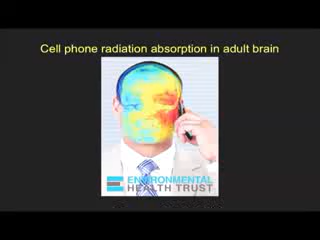 Cell phone radiation absorption in adult brain
ENVIRONMENTAL
HEALTH TRUST